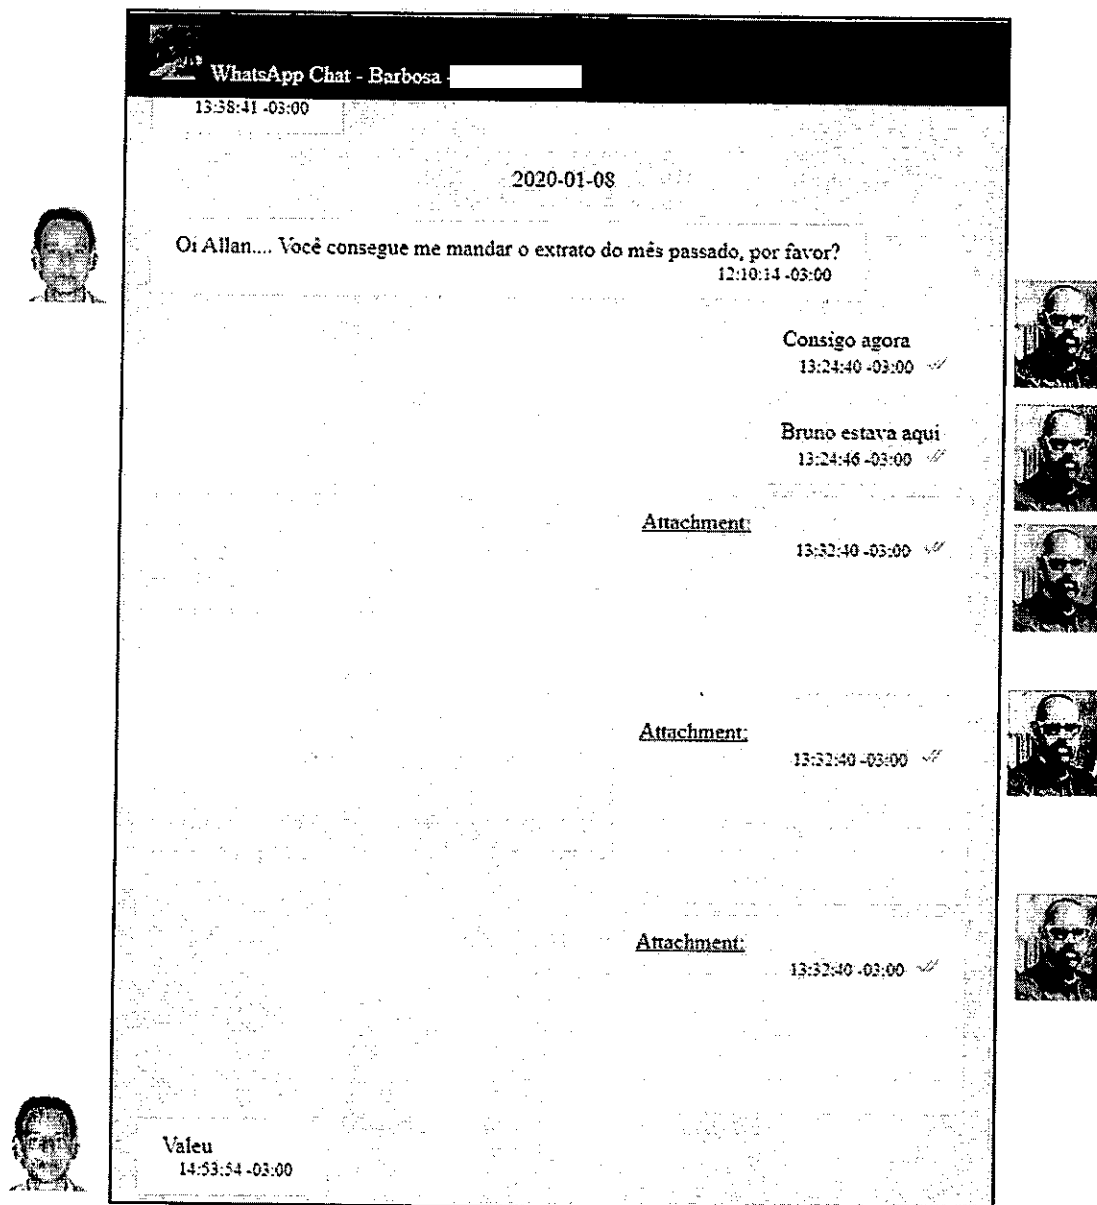 WhatsApp Chat - Barbosa -
13:38:41 -03:00
2020-01-08
Oi Allan.... Você consegue me mandar o extrato do mês passado, por favor?
12:10:14 -03:00
Consigo agora
13:24:40 -03:00
Bruno estava aqui
13:24:46 -03:00
Attachment:
13:32:40 -03:00
Attachment:
13:32:40 -03:00
Attachment:
13:32:40 -03:00
Valeu
14:53:54 -03:00